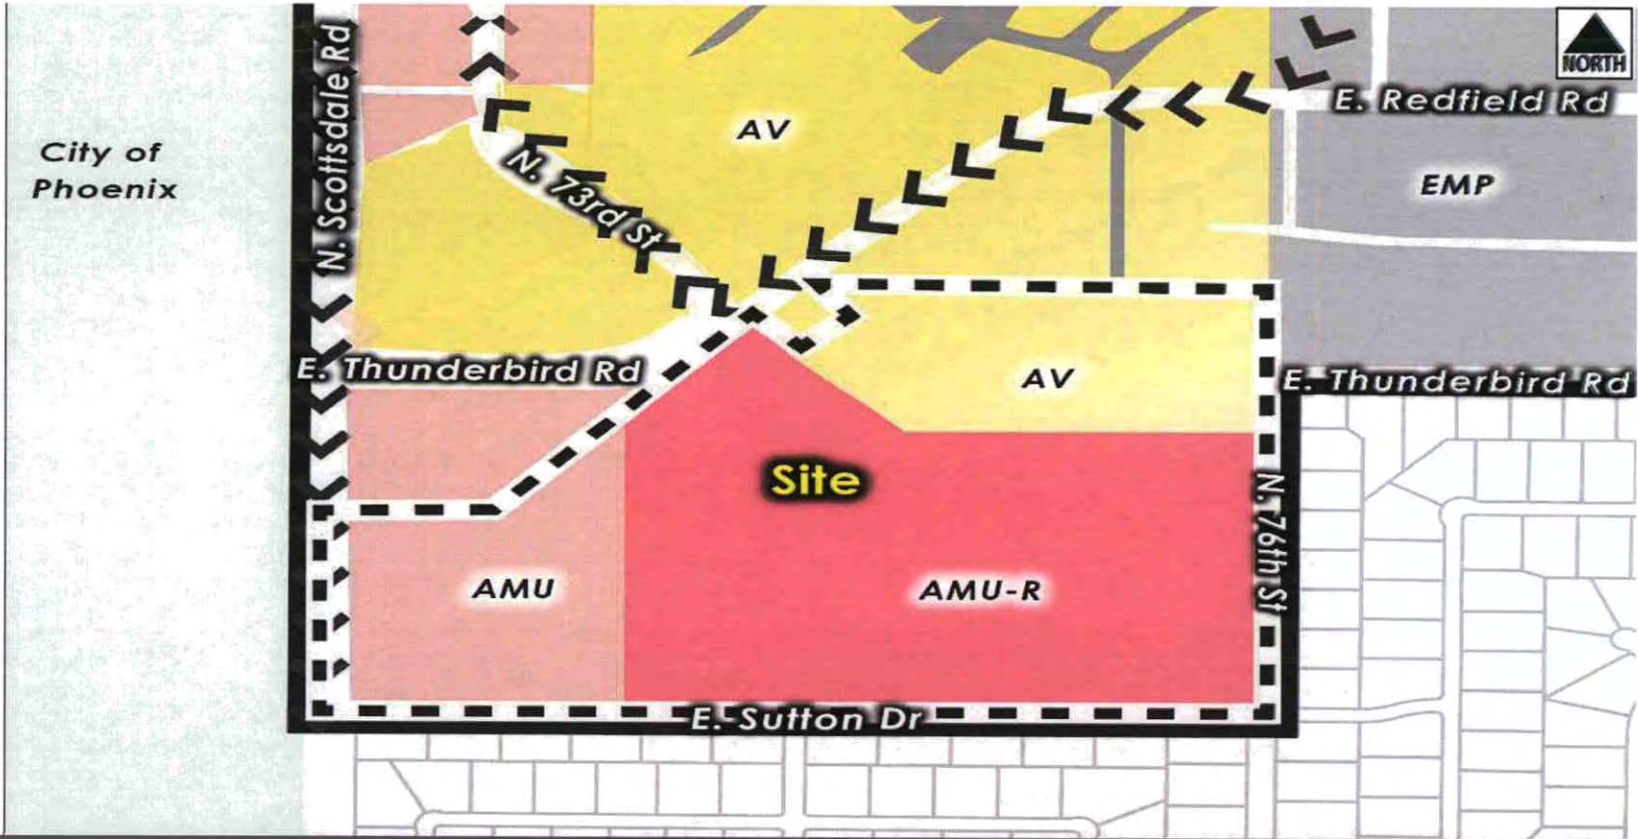 NORTH
N. Scottsdale Rd
E. Redfield Rd
AV
City of
Phoenix
N. 73rd St
EMP
E. Thunderbird Rd
AV
E. Thunderbird Rd
Site
N. 76th St
AMU
AMU-R
E. Sutton Dr